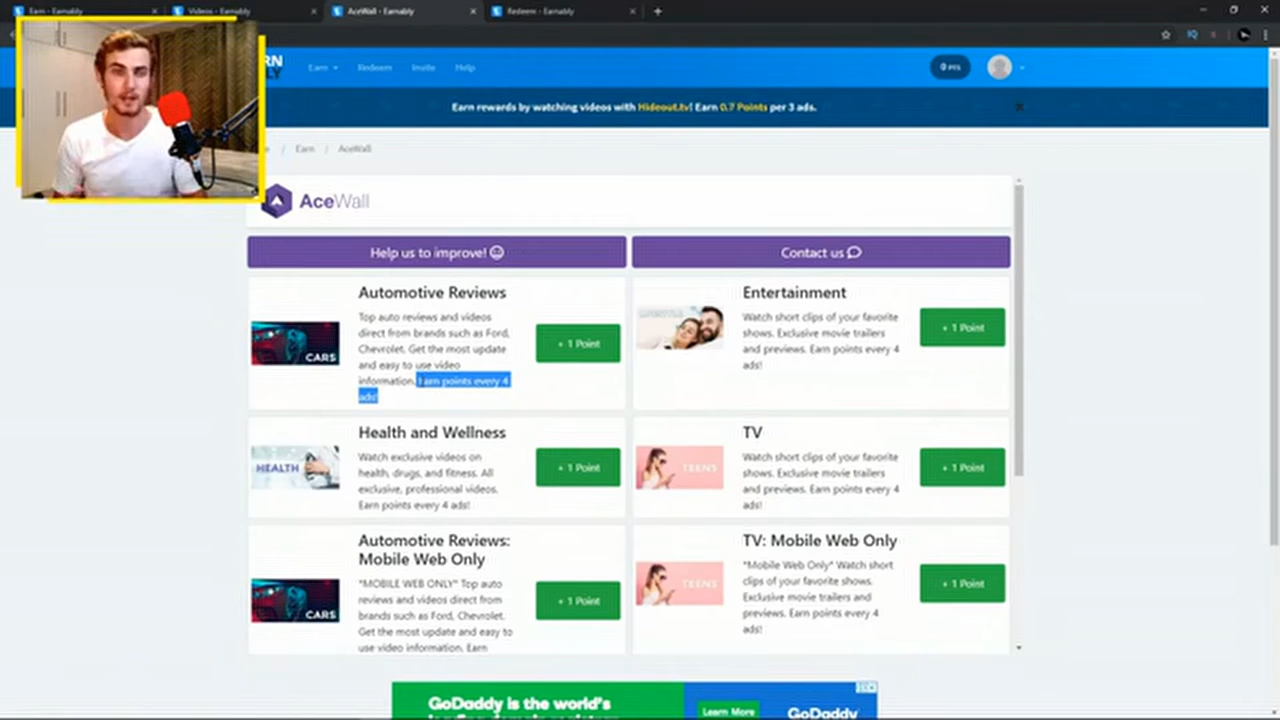 Earn - Earnably
Videos - Earnably
AceWall - Earnably
Redeem - Earnably
RN
LY
Earn
Redeem
Invite
Help
0 PTS
Earn rewards by watching videos with Hideout.tv! Earn 0.7 Points per 3 ads.
/ Earn / AceWall
AceWall
Help us to improve!
Contact us
Automotive Reviews
Top auto reviews and videos
direct from brands such as Ford,
Chevrolet. Get the most update
and easy to use video
information. Earn points every 4
ads!
CARS
+ 1 Point
Entertainment
Watch short clips of your favorite
shows. Exclusive movie trailers
and previews. Earn points every 4
ads!
LIFESTYLE
+ 1 Point
Health and Wellness
Watch exclusive videos on
health, drugs, and fitness. All
exclusive, professional videos.
Earn points every 4 ads!
HEALTH
+ 1 Point
TV
Watch short clips of your favorite
shows. Exclusive movie trailers
and previews. Earn points every 4
ads!
TEENS
+ 1 Point
Automotive Reviews:
Mobile Web Only
"MOBILE WEB ONLY" Top auto
reviews and videos direct from
brands such as Ford, Chevrolet.
Get the most update and easy to
use video information. Earn
CARS
+ 1 Point
TV: Mobile Web Only
"Mobile Web Only" Watch short
clips of your favorite shows.
Exclusive movie trailers and
previews. Earn points every 4
ads!
TEENS
+ 1 Point
GoDaddy is the world's
Learn More
GoDaddy